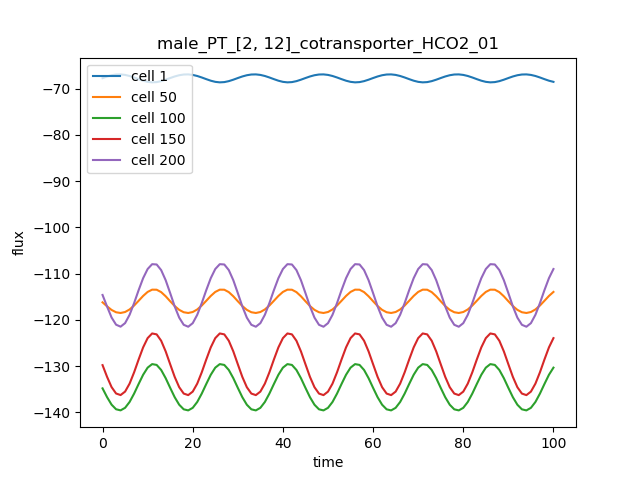 male_PT_[2, 12]_cotransporter_HCO2_01
cell 1
cell 50
cell 100
cell 150
cell 200
−70
−80
−90
−100
−110
−120
−130
−140
flux
0 20 40 60 80 100
time